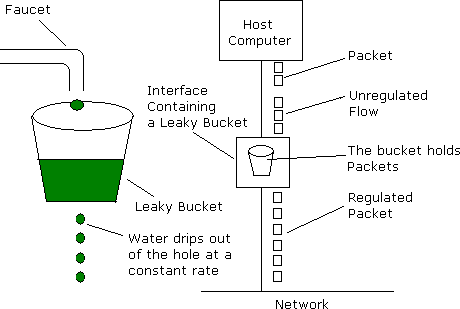 Faucet
Host
Computer
Packet
Interface
Containing
a Leaky Bucket
Unregulated
Flow
The bucket holds
Packets
Leaky Bucket
Regulated
Packet
Water drips out
of the hole at a
constant rate
Network